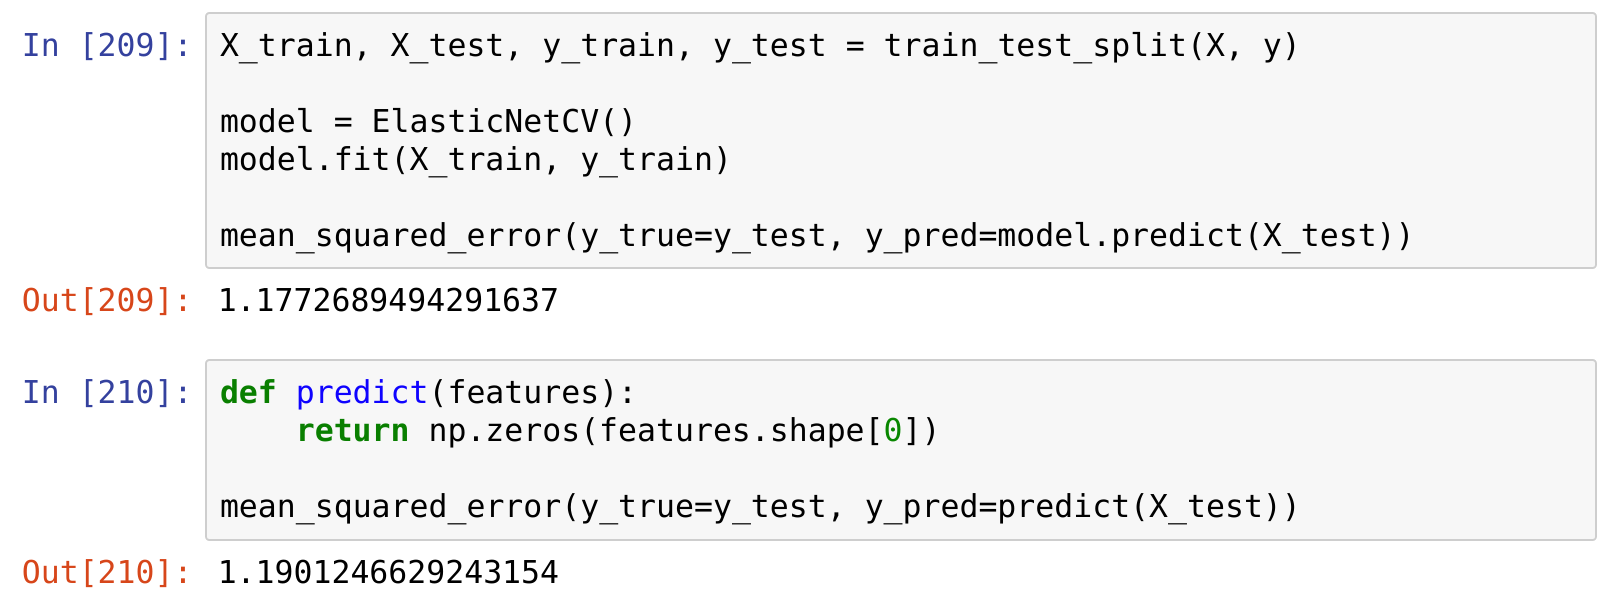 In [209]: X_train, X_test, y_train, y_test = train_test_split(X, y)
model = ElasticNetCV()
model.fit(X_train, y_train)
mean_squared_error(y_true=y_test, y_pred=model.predict(X_test))
Out[209]: 1.1772689494291637
In [210]: def predict(features):
    return np.zeros(features.shape[0])
mean_squared_error(y_true=y_test, y_pred=predict(X_test))
Out[210]: 1.1901246629243154